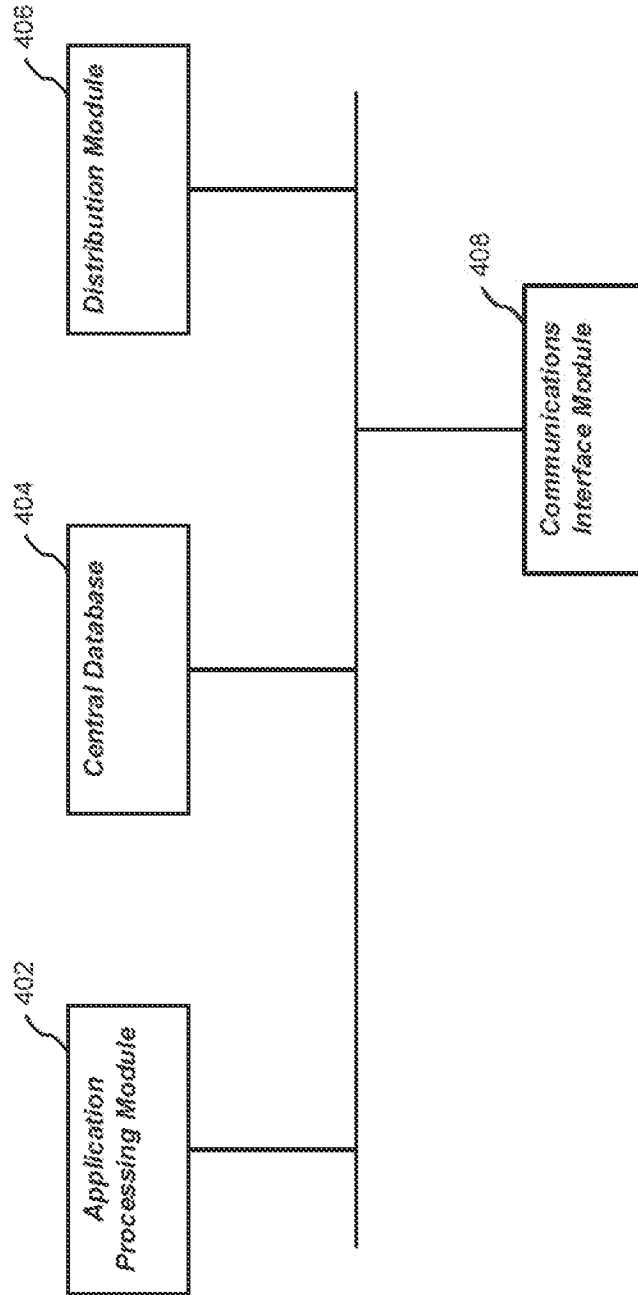 402
Application
Processing Module
404
Central Database
406
Distribution Module
408
Communications
Interface Module